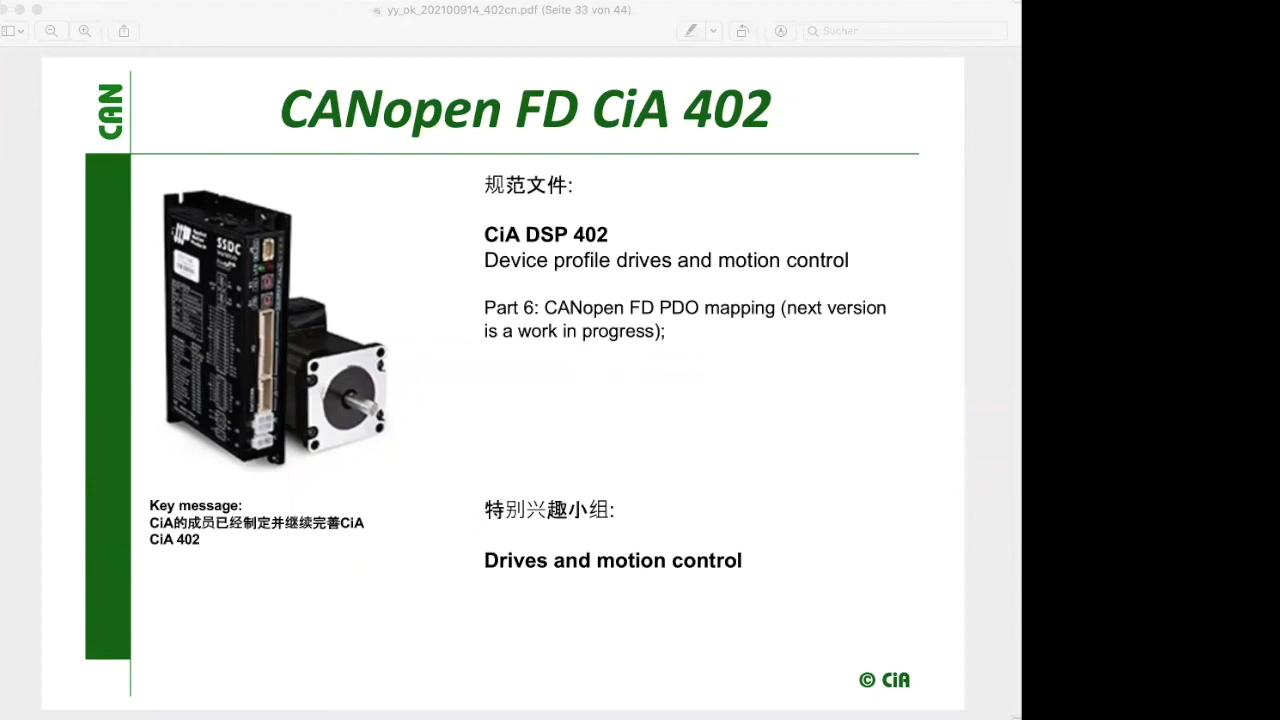 yy_ok_202100914_402cn.pdf (Seite 33 von 44)
Sucher
CAN
CANopen FD CiA 402
规范文件:
CiA DSP 402
Device profile drives and motion control
Part 6: CANopen FD PDO mapping (next version
is a work in progress);
SSDC
Key message:
CiA的成员已经制定并继续完善CiA
CiA 402
特别兴趣小组:
Drives and motion control
© CiA